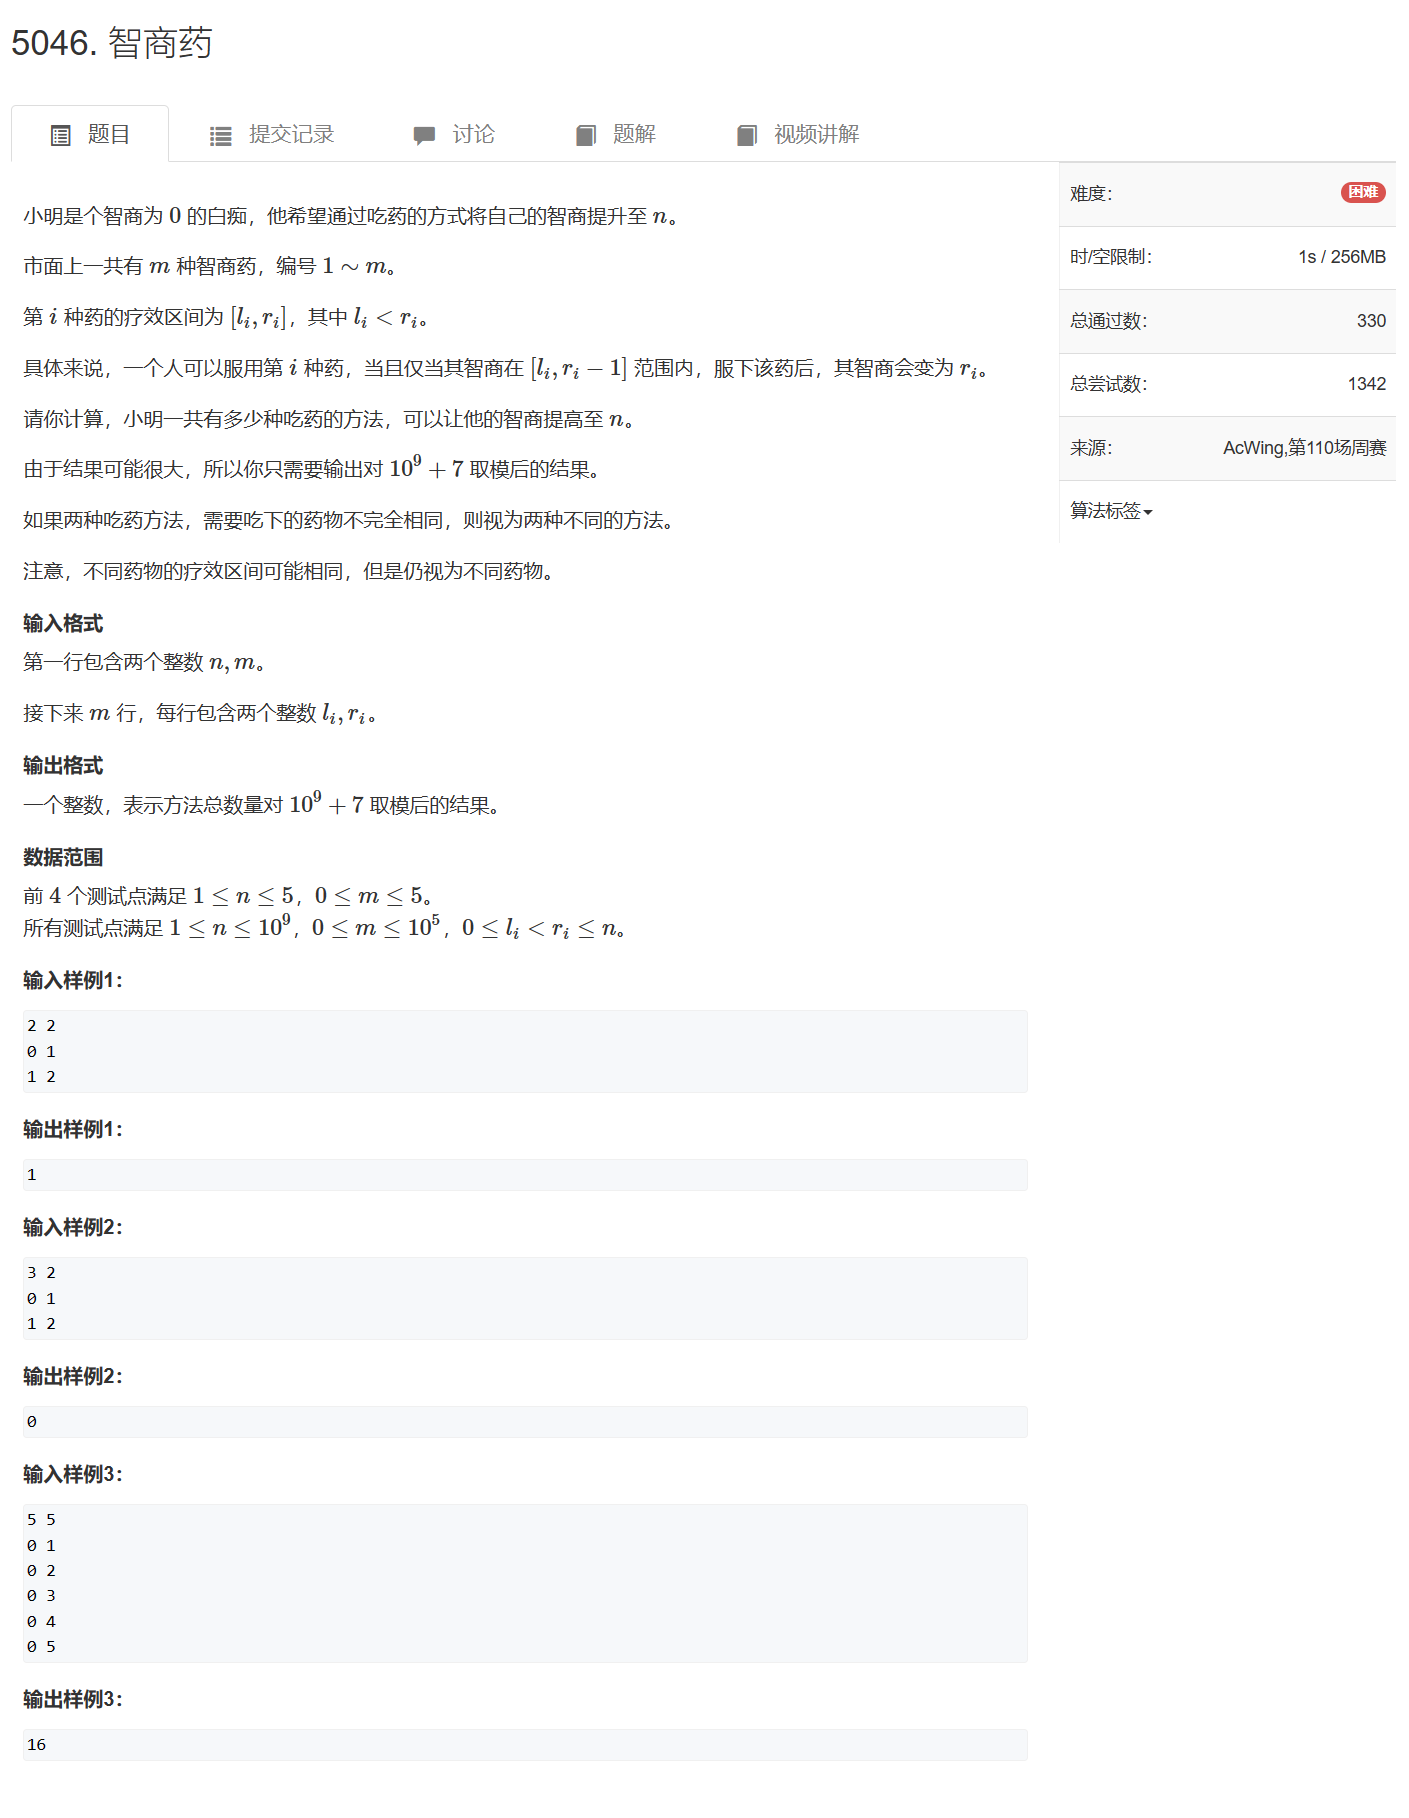 5046. 智商药
题目
提交记录
讨论
题解
视频讲解
小明是个智商为 0 的白痴，他希望通过吃药的方式将自己的智商提升至 n。
市面上一共有 m 种智商药，编号 1 ∼ m。
第 i 种药的疗效区间为 [l_i, r_i]，其中 l_i < r_i。
具体来说，一个人可以服用第 i 种药，当且仅当其智商在 [l_i, r_i − 1] 范围内，服下该药后，其智商会变为 r_i。
请你计算，小明一共有多少种吃药的方法，可以让他的智商提高至 n。
由于结果可能很大，所以你只需要输出对 10^9 + 7 取模后的结果。
如果两种吃药方法，需要吃下的药物不完全相同，则视为两种不同的方法。
注意，不同药物的疗效区间可能相同，但是仍视为不同药物。
输入格式
第一行包含两个整数 n, m。
接下来 m 行，每行包含两个整数 l_i, r_i。
输出格式
一个整数，表示方法总数量对 10^9 + 7 取模后的结果。
数据范围
前 4 个测试点满足 1 ≤ n ≤ 5，0 ≤ m ≤ 5。
所有测试点满足 1 ≤ n ≤ 10^9，0 ≤ m ≤ 10^5，0 ≤ l_i < r_i ≤ n。
输入样例1：
2 2
0 1
1 2
输出样例1：
1
输入样例2：
3 2
0 1
1 2
输出样例2：
0
输入样例3：
5 5
0 1
0 2
0 3
0 4
0 5
输出样例3：
16
难度： 困难
时/空限制： 1s / 256MB
总通过数： 330
总尝试数： 1342
来源： AcWing,第110场周赛
算法标签